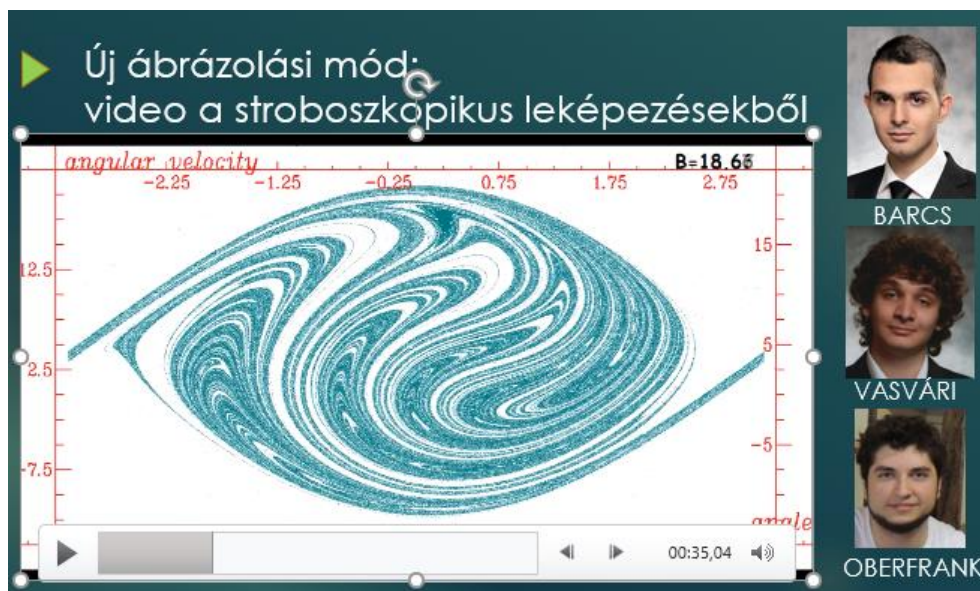 Új ábrázolási mód:
video a stroboszkopikus leképezésekből
angular velocity
B=18.66
-2.25 -1.25 -0.25 0.75 1.75 2.75
15
12.5
5
2.5
-5
-7.5
angle
00:35,04
BARCS
VASVÁRI
OBERFRANK